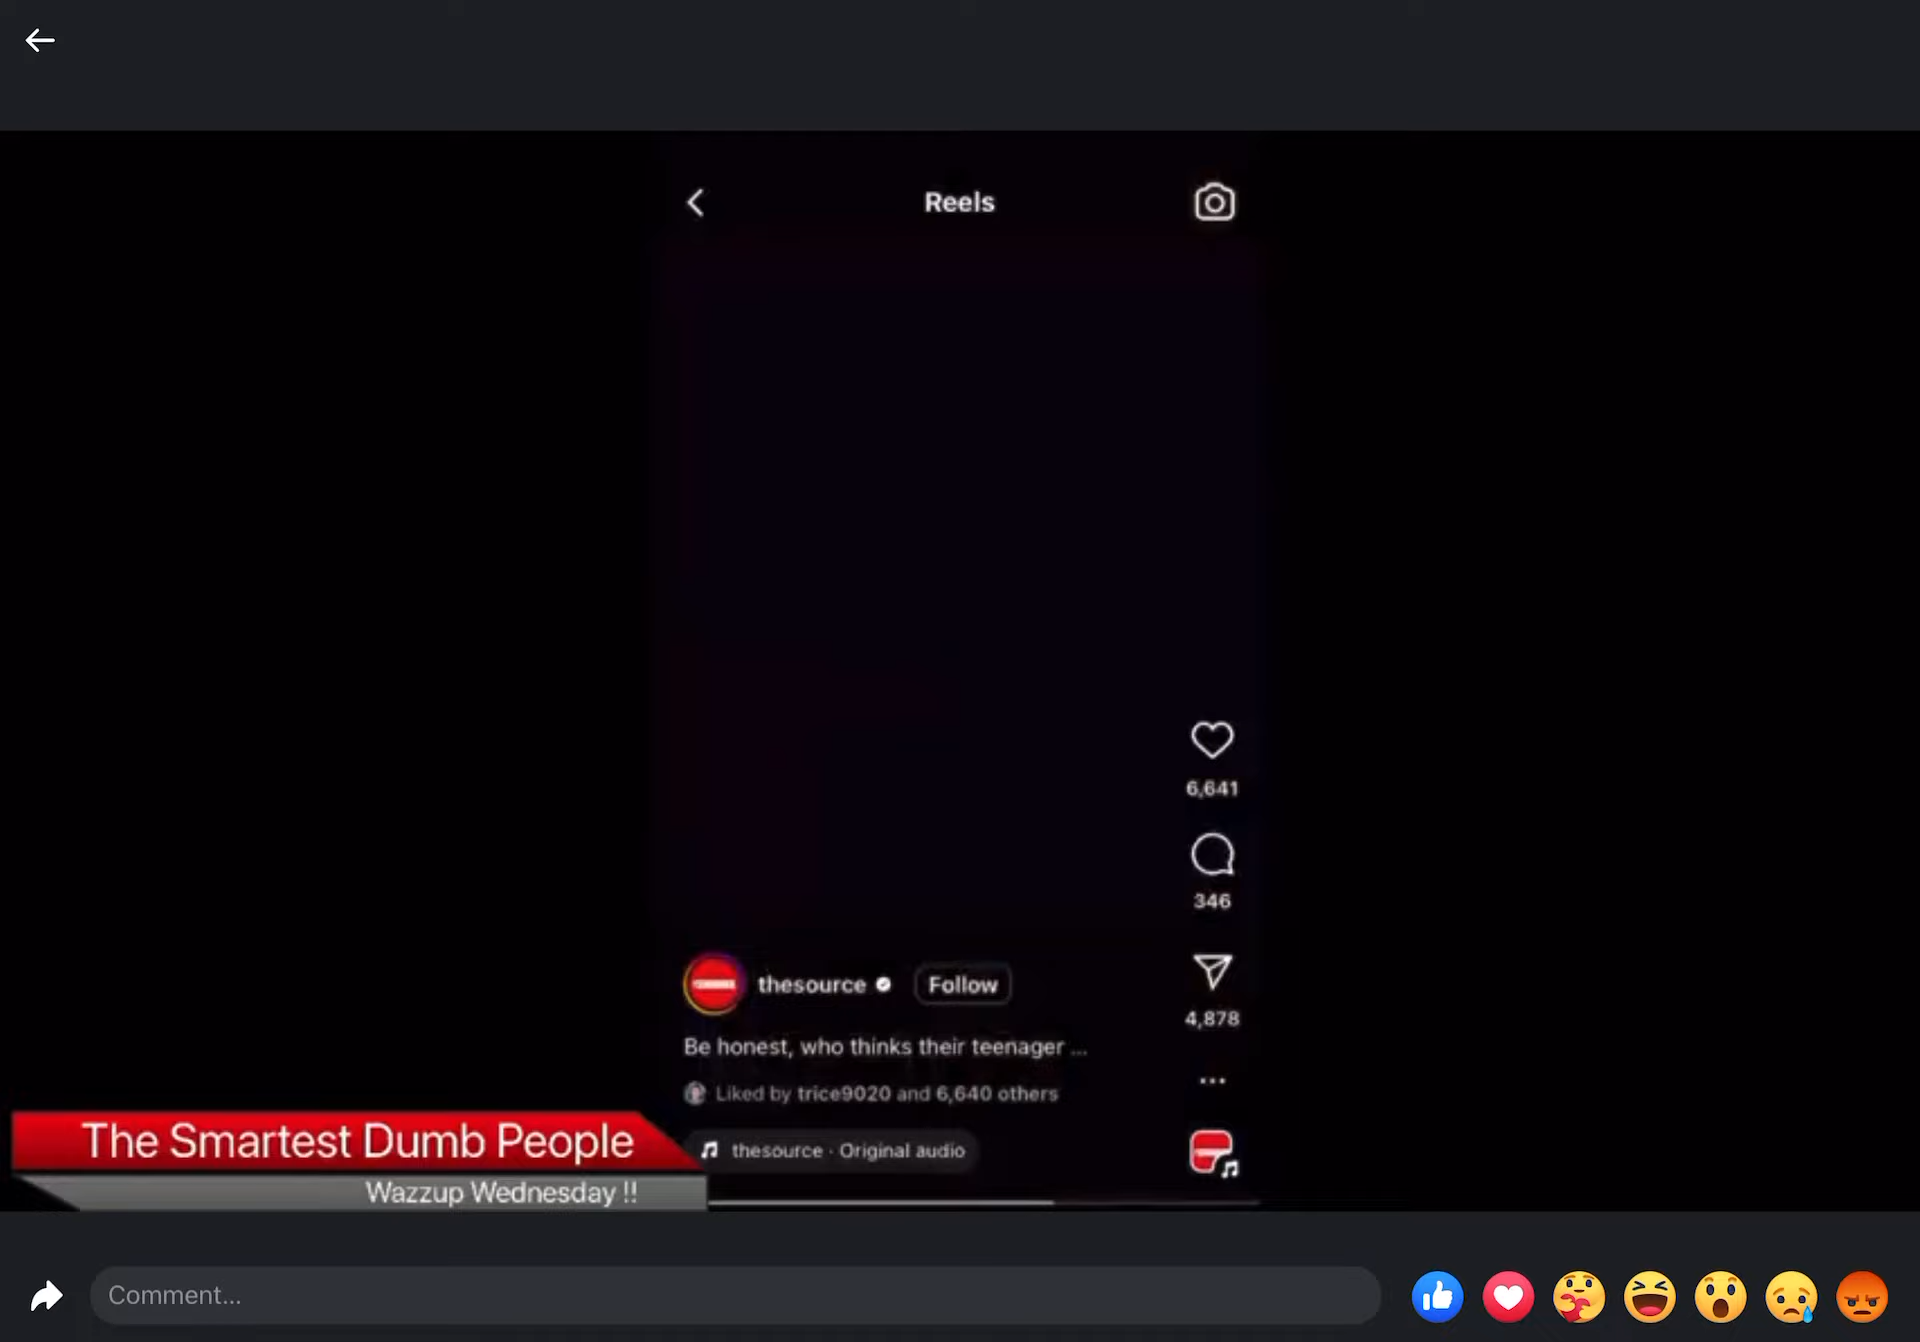 Reels
6,641
346
4,878
thesource Follow
Be honest, who thinks their teenager ...
Liked by trice9020 and 6,640 others
thesource · Original audio
The Smartest Dumb People
Wazzup Wednesday !!
Comment...